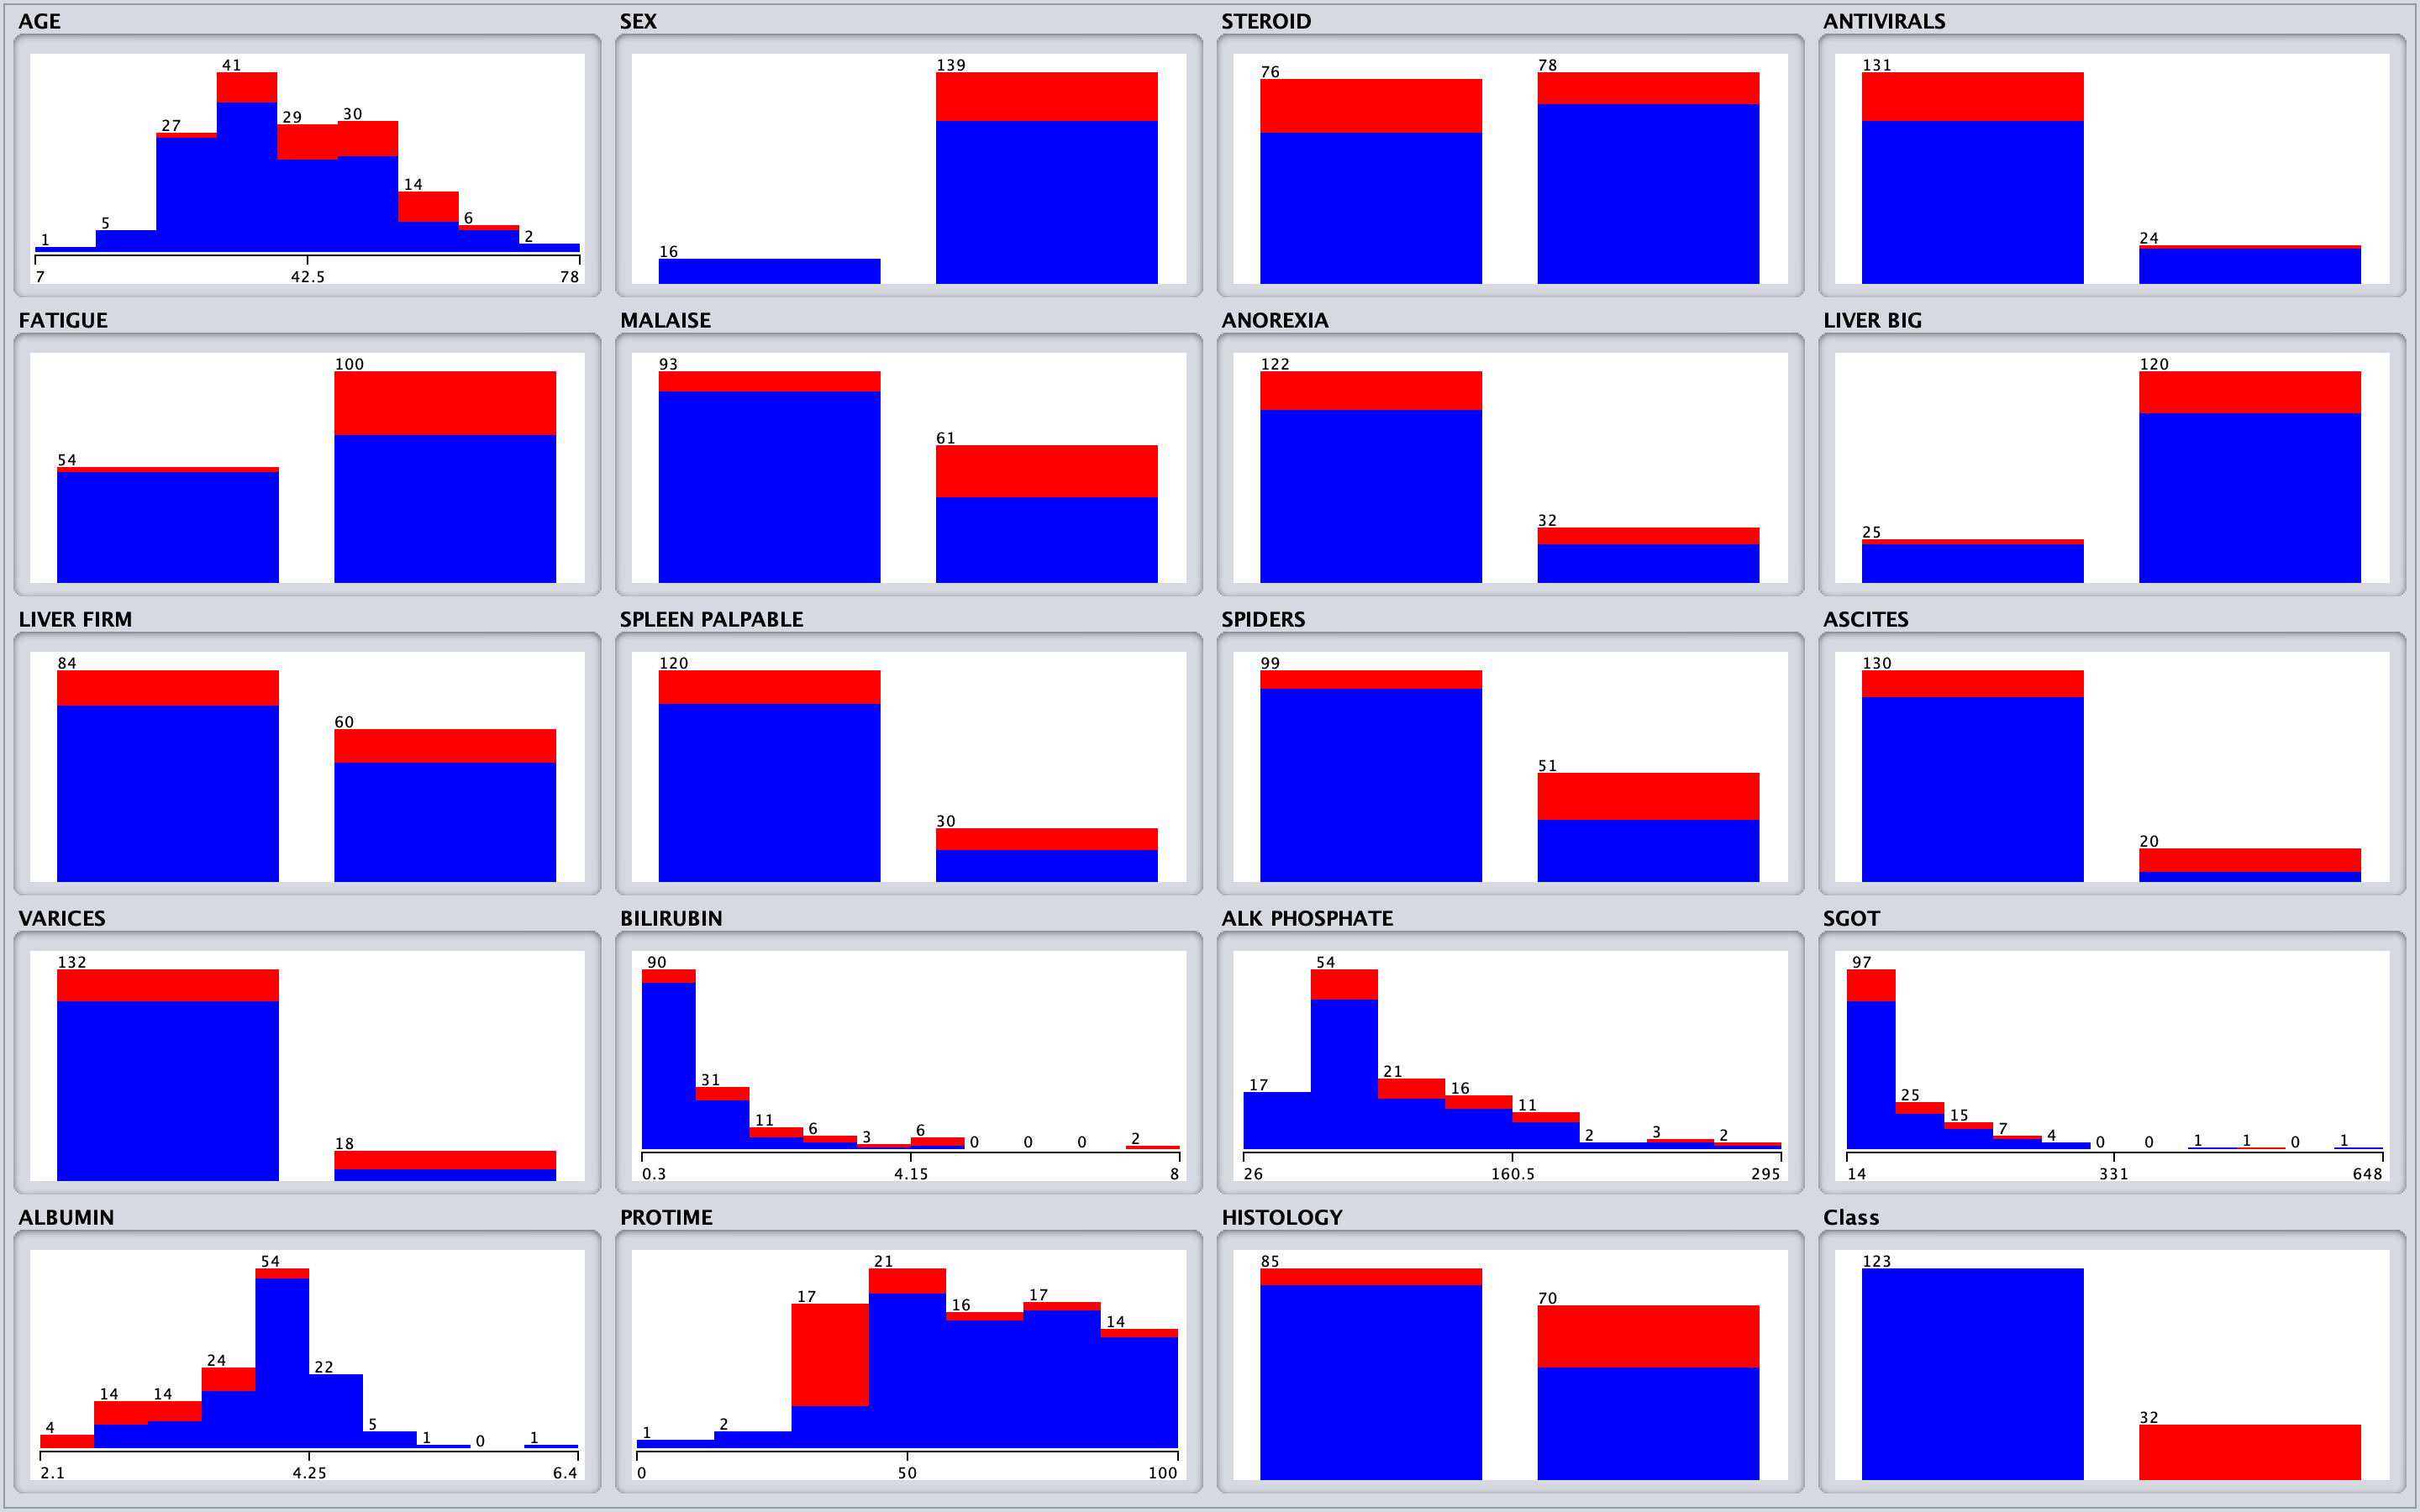 AGE SEX STEROID ANTIVIRALS
41 139 76 78 131
27 29 30
14
1 5 6 2 16 24
7 42.5 78
FATIGUE MALAISE ANOREXIA LIVER BIG
54 100 93 61 122 32 25 120
LIVER FIRM SPLEEN PALPABLE SPIDERS ASCITES
84 60 120 30 99 51 130 20
VARICES BILIRUBIN ALK PHOSPHATE SGOT
132 18 90 31 11 6 3 6 0 0 0 2 17 54 21 16 11 2 3 2 97 25 15 7 4 0 0 1 1 0 1
0.3 4.15 8 26 160.5 295 14 331 648
ALBUMIN PROTIME HISTOLOGY Class
4 14 14 24 54 22 5 1 0 1 1 2 17 21 16 17 14 85 70 123 32
2.1 4.25 6.4 0 50 100